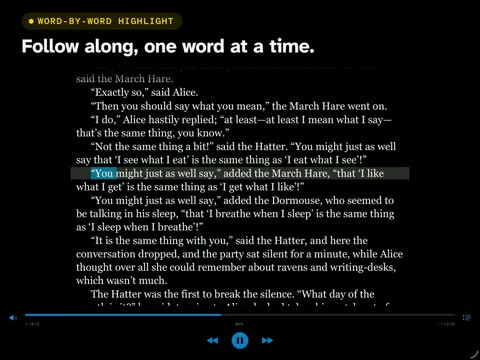 WORD-BY-WORD HIGHLIGHT
Follow along, one word at a time.
said the March Hare.
“Exactly so,” said Alice.
“Then you should say what you mean,” the March Hare went on.
“I do,” Alice hastily replied; “at least—at least I mean what I say—
that’s the same thing, you know.”
“Not the same thing a bit!” said the Hatter. “You might just as well
say that ‘I see what I eat’ is the same thing as ‘I eat what I see’!”
“You might just as well say,” added the March Hare, “that ‘I like
what I get’ is the same thing as ‘I get what I like’!”
“You might just as well say,” added the Dormouse, who seemed to
be talking in his sleep, “that ‘I breathe when I sleep’ is the same thing
as ‘I sleep when I breathe’!”
“It is the same thing with you,” said the Hatter, and here the
conversation dropped, and the party sat silent for a minute, while Alice
thought over all she could remember about ravens and writing-desks,
which wasn’t much.
The Hatter was the first to break the silence. “What day of the